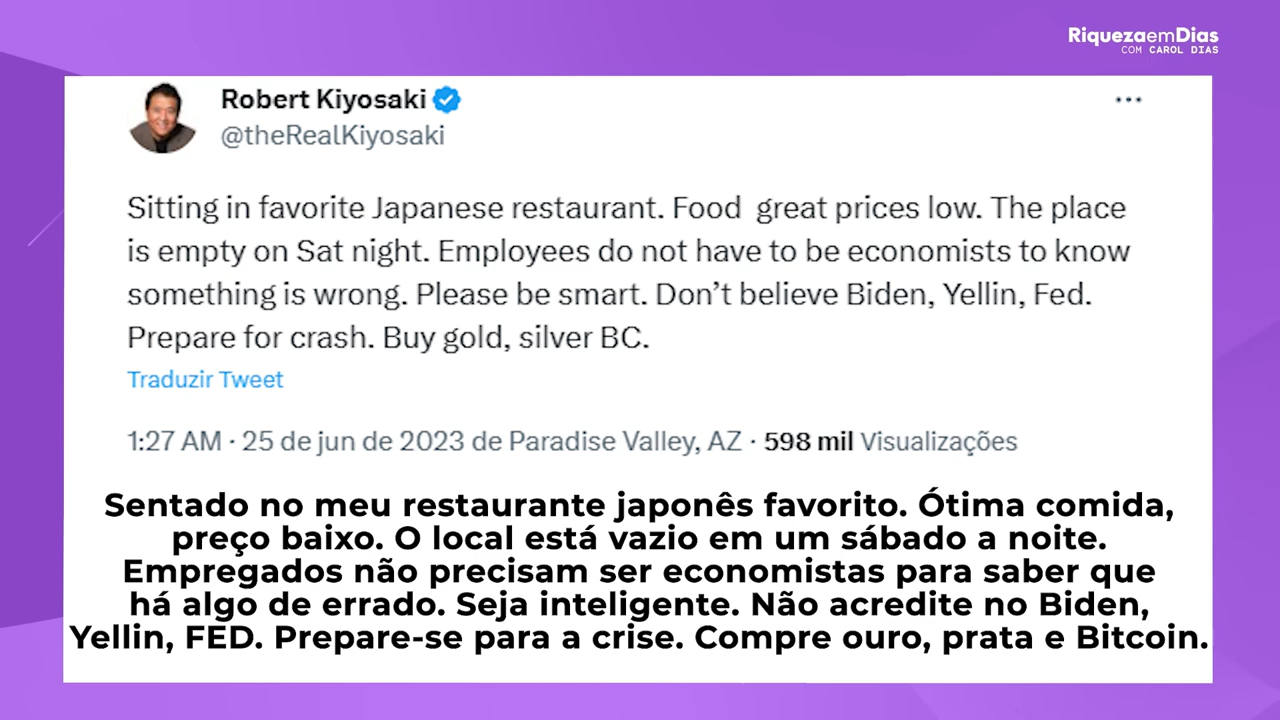 RiquezaemDias
COM CAROL DIAS
Robert Kiyosaki
@theRealKiyosaki
Sitting in favorite Japanese restaurant. Food  great prices low. The place
is empty on Sat night. Employees do not have to be economists to know
something is wrong. Please be smart. Don’t believe Biden, Yellin, Fed.
Prepare for crash. Buy gold, silver BC.
Traduzir Tweet
1:27 AM · 25 de jun de 2023 de Paradise Valley, AZ · 598 mil Visualizações
Sentado no meu restaurante japonês favorito. Ótima comida,
preço baixo. O local está vazio em um sábado a noite.
Empregados não precisam ser economistas para saber que
há algo de errado. Seja inteligente. Não acredite no Biden,
Yellin, FED. Prepare-se para a crise. Compre ouro, prata e Bitcoin.